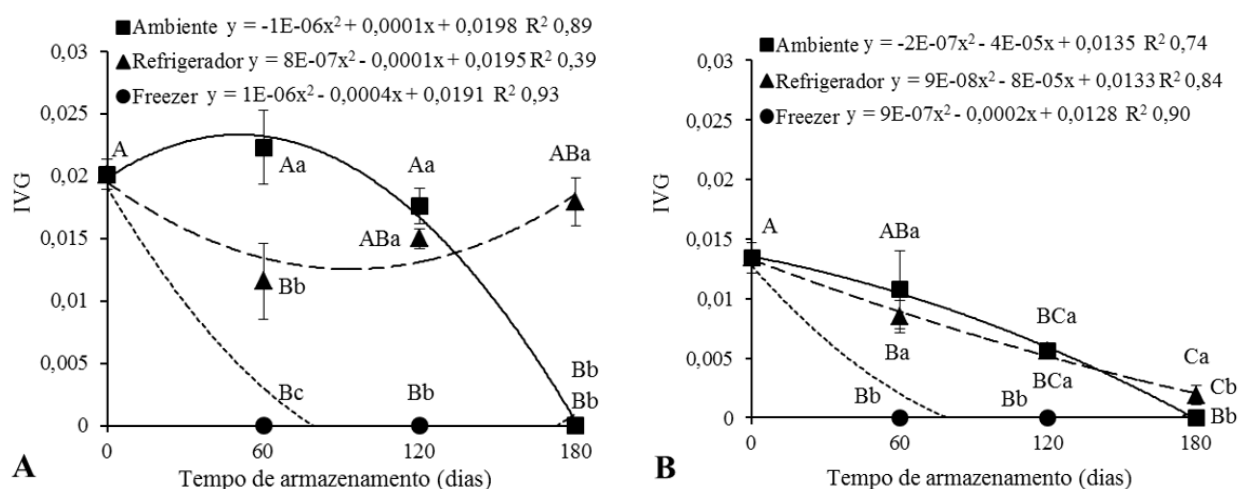 ■Ambiente y = -1E-06x² + 0,0001x + 0,0198 R² 0,89
▲Refrigerador y = 8E-07x² - 0,0001x + 0,0195 R² 0,39
●Freezer y = 1E-06x² - 0,0004x + 0,0191 R² 0,93
IVG
0,03
0,025
0,02
0,015
0,01
0,005
0
A
Aa
Aa
ABa
ABa
Bb
Bc
Bb
Bb
Bb
0
60
120
180
Tempo de armazenamento (dias)
A
■Ambiente y = -2E-07x² - 4E-05x + 0,0135 R² 0,74
▲Refrigerador y = 9E-08x² - 8E-05x + 0,0133 R² 0,84
●Freezer y = 9E-07x² - 0,0002x + 0,0128 R² 0,90
IVG
0,03
0,025
0,02
0,015
0,01
0,005
0
A
ABa
Ba
BCa
BCa
Ca
Cb
Bb
Bb
Bb
0
60
120
180
Tempo de armazenamento (dias)
B